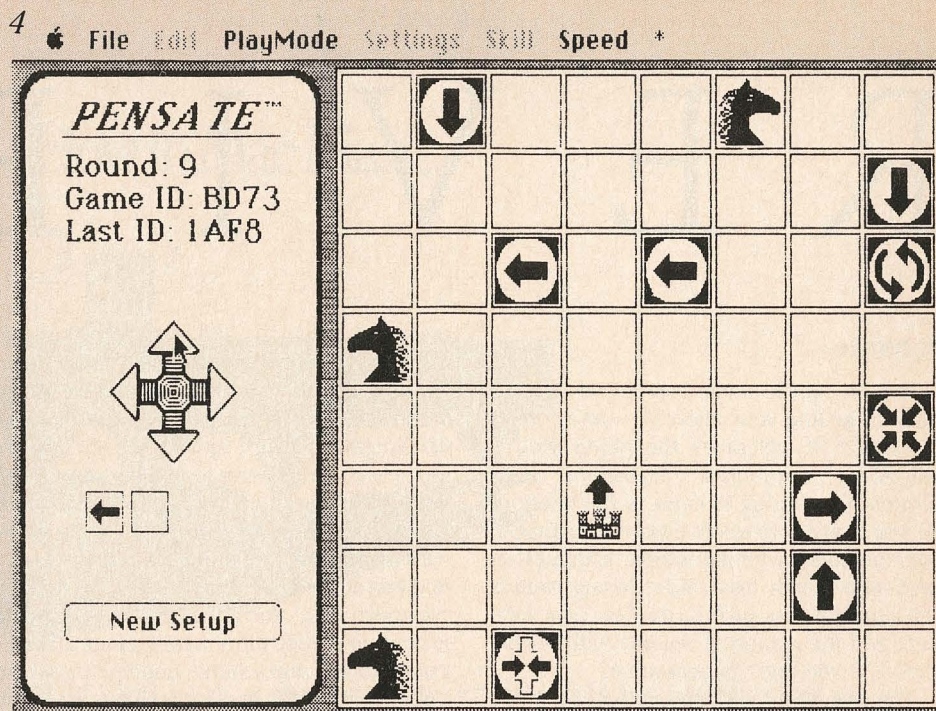 4
File Edit PlayMode Settings Skill Speed *
PENSATE™
Round: 9
Game ID: BD73
Last ID: 1AF8
New Setup